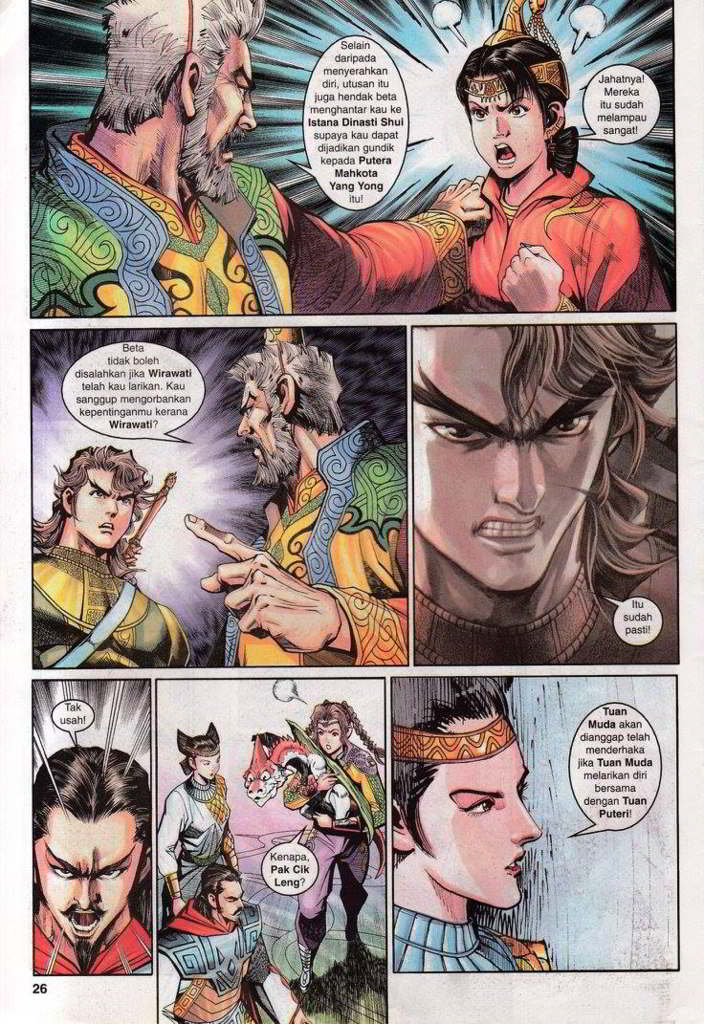 Selain
daripada
menyerahkan
diri, utusan itu
juga hendak beta
menghantar kau ke
Istana Dinasti Shui
supaya kau dapat
dijadikan gundik
kepada Putera
Mahkota
Yang Yong
itu!
Jahatnya!
Mereka
itu sudah
melampau
sangat!
Beta
tidak boleh
disalahkan jika Wirawati
telah kau larikan. Kau
sanggup mengorbankan
kepentinganmu kerana
Wirawati?
Itu
sudah
pasti!
Tak
usah!
Kenapa,
Pak Cik
Leng?
Tuan
Muda akan
dianggap telah
menderhaka
jika Tuan Muda
melarikan diri
bersama
dengan Tuan
Puteri!
26